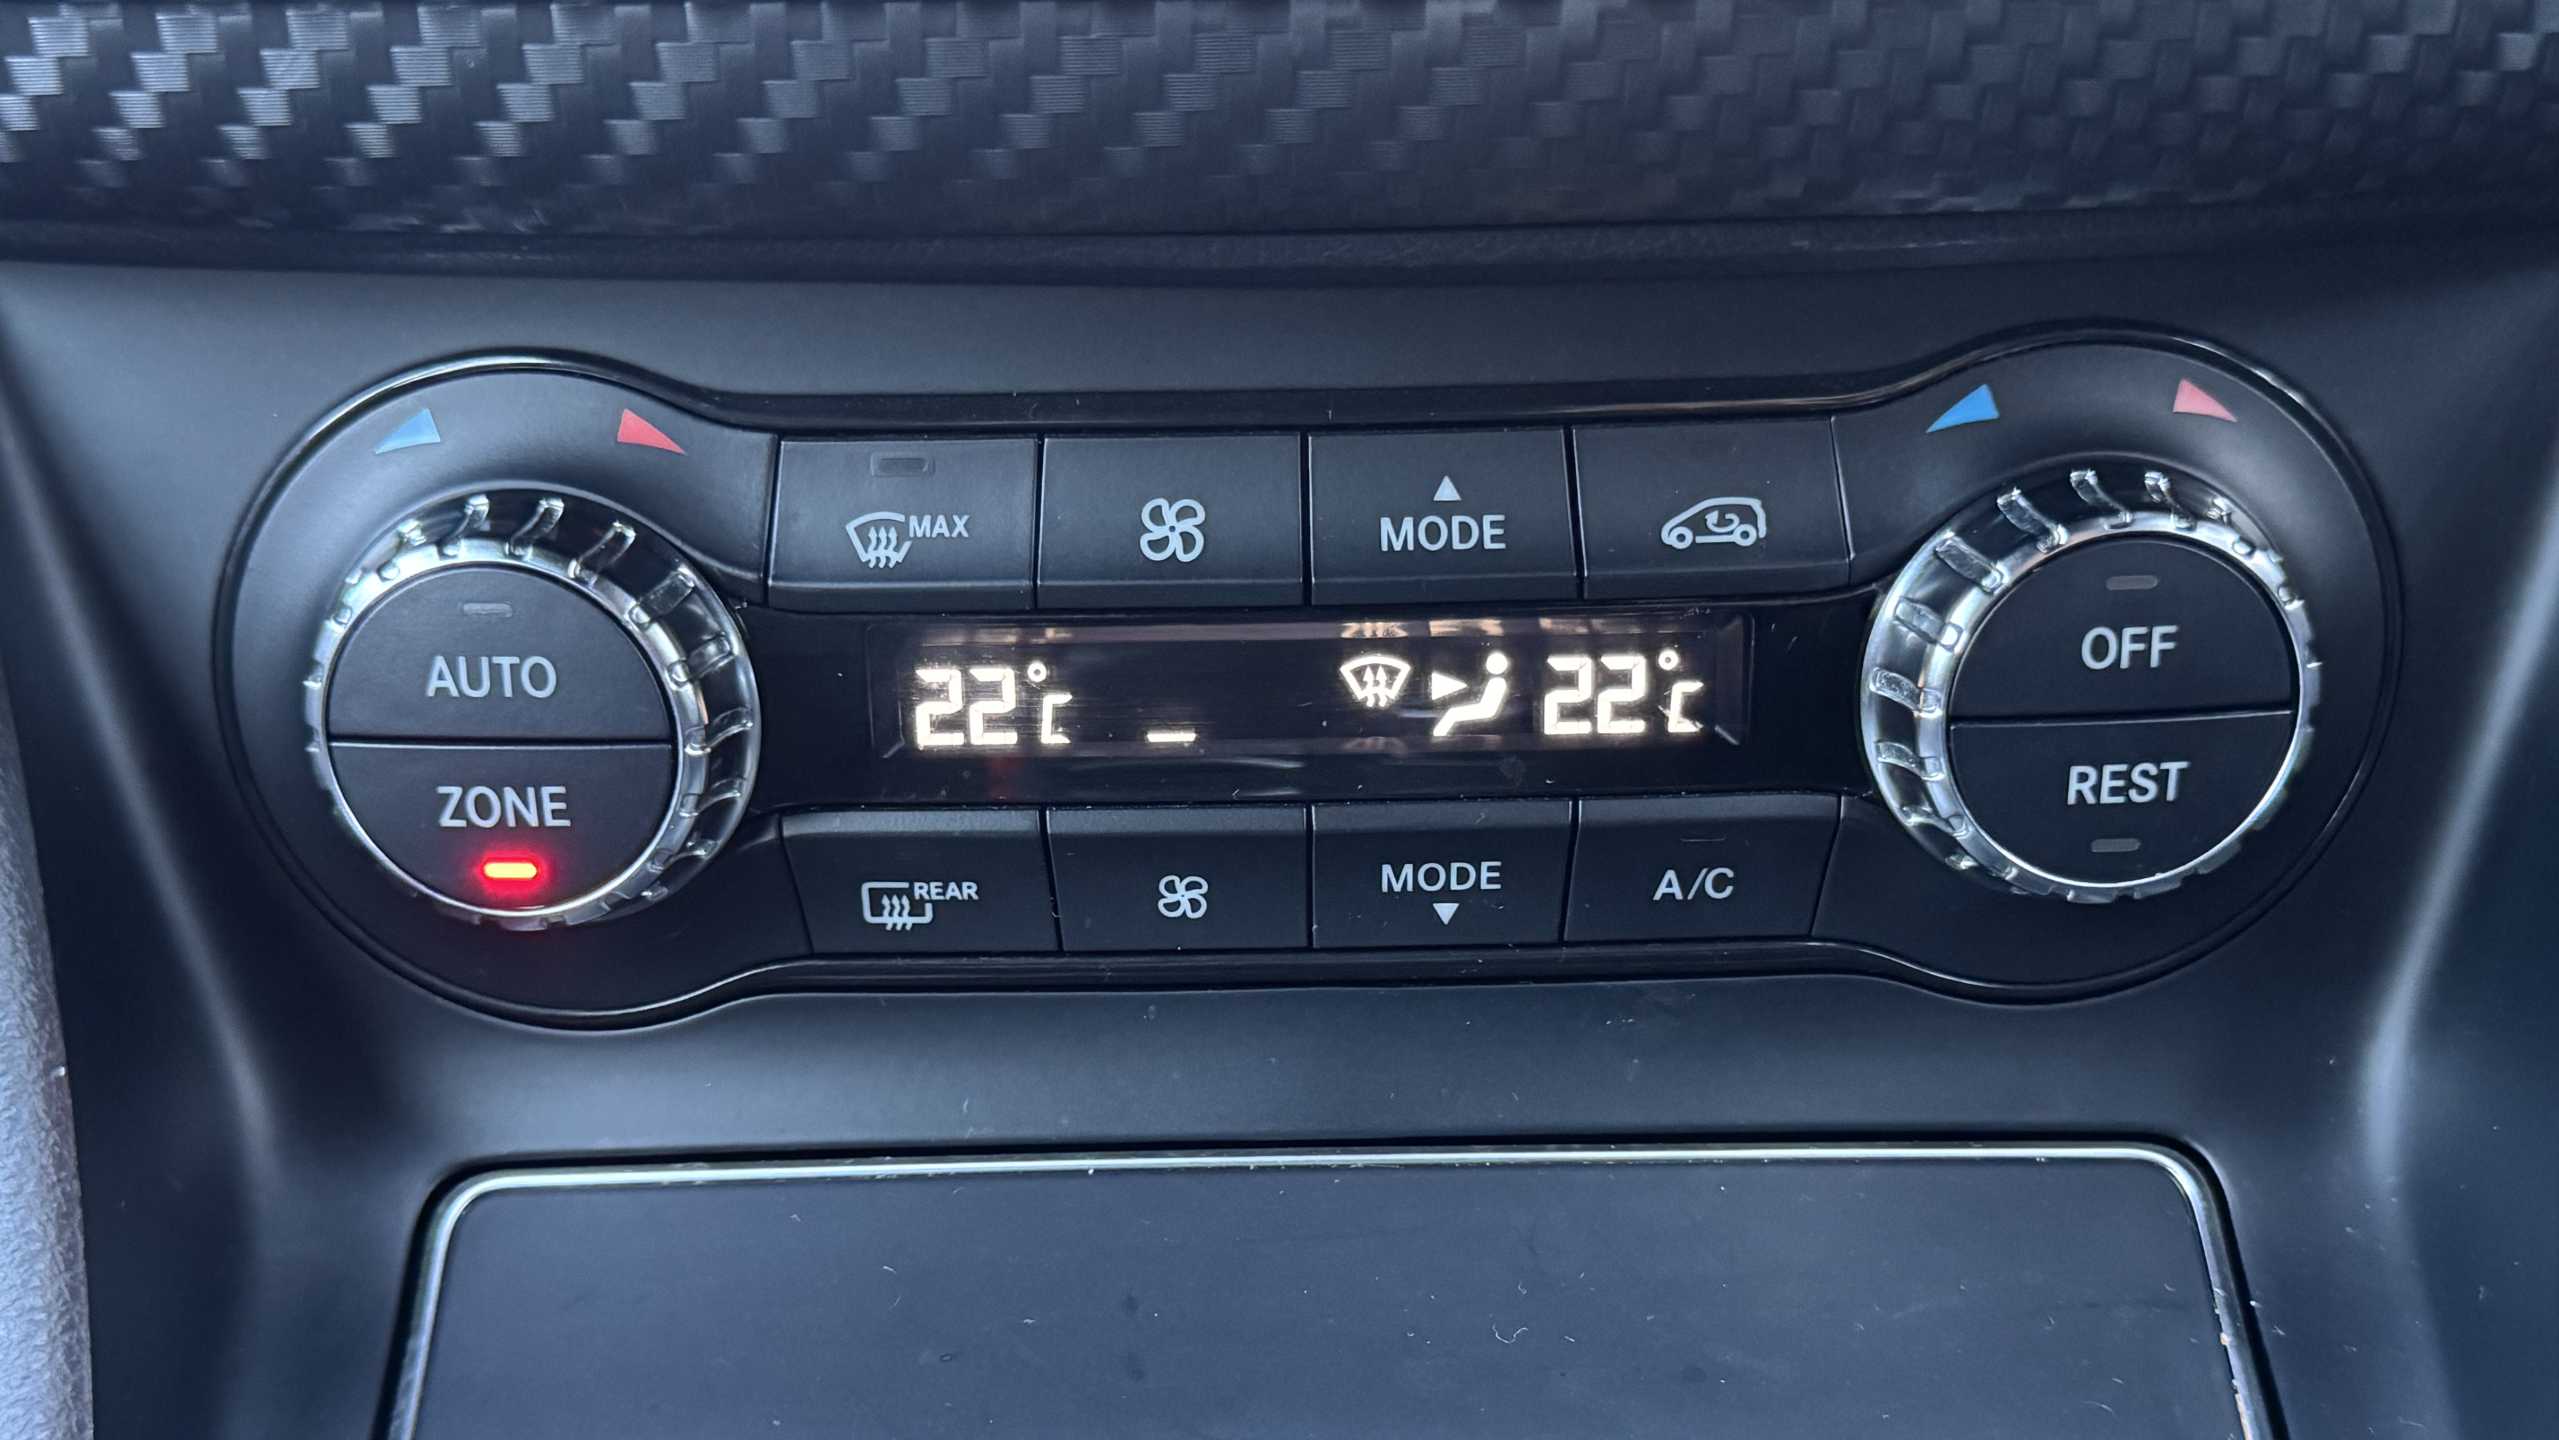 MAX
MODE
AUTO
ZONE
22°C
22°C
OFF
REST
REAR
MODE
A/C